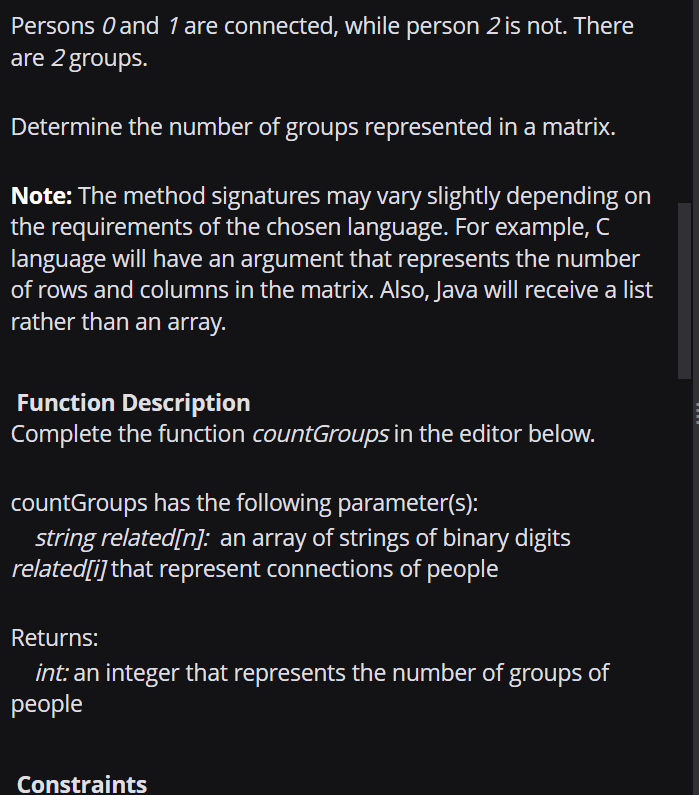 Persons 0 and 1 are connected, while person 2 is not. There
are 2 groups.
Determine the number of groups represented in a matrix.
Note: The method signatures may vary slightly depending on
the requirements of the chosen language. For example, C
language will have an argument that represents the number
of rows and columns in the matrix. Also, Java will receive a list
rather than an array.
Function Description
Complete the function countGroups in the editor below.
countGroups has the following parameter(s):
string related[n]: an array of strings of binary digits
related[i] that represent connections of people
Returns:
int: an integer that represents the number of groups of
people
Constraints